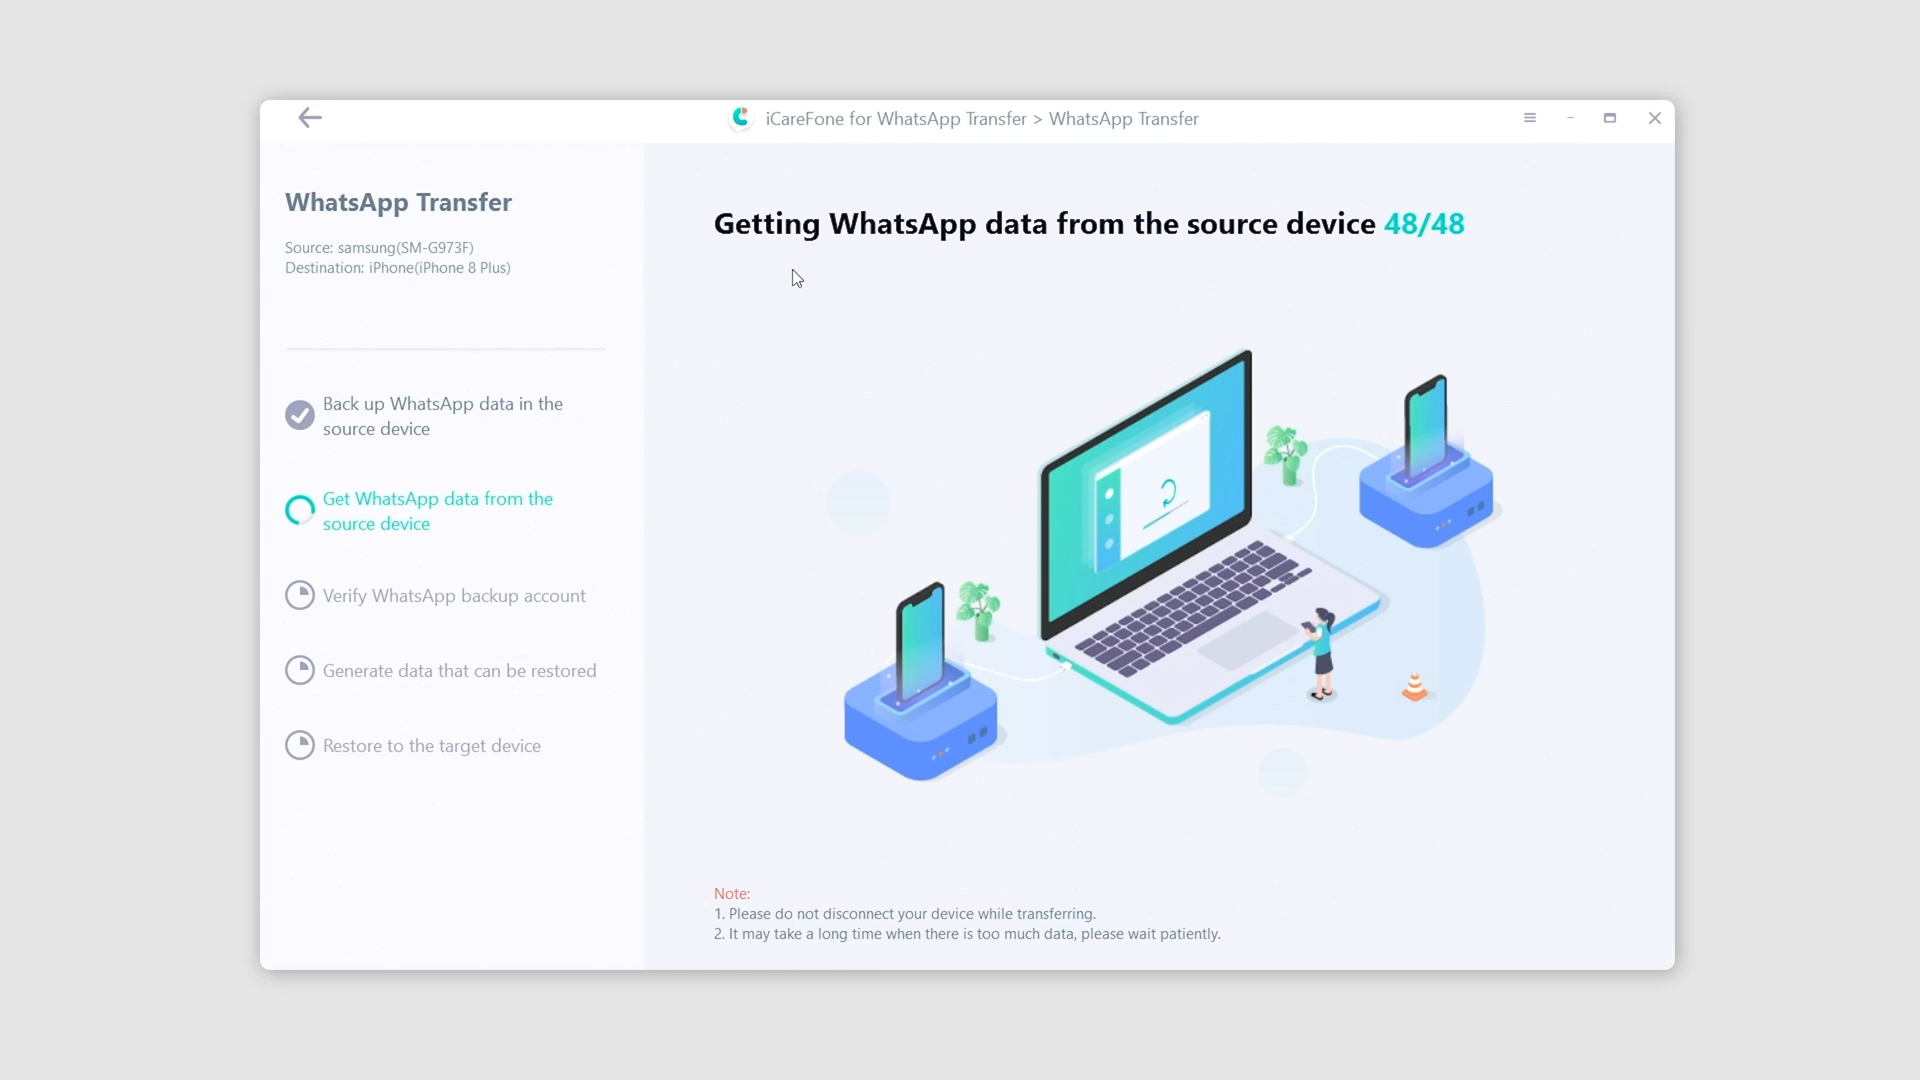 iCareFone for WhatsApp Transfer > WhatsApp Transfer
WhatsApp Transfer
Source: samsung(SM-G973F)
Destination: iPhone(iPhone 8 Plus)
Back up WhatsApp data in the
source device
Get WhatsApp data from the
source device
Verify WhatsApp backup account
Generate data that can be restored
Restore to the target device
Getting WhatsApp data from the source device 48/48
Note:
1. Please do not disconnect your device while transferring.
2. It may take a long time when there is too much data, please wait patiently.